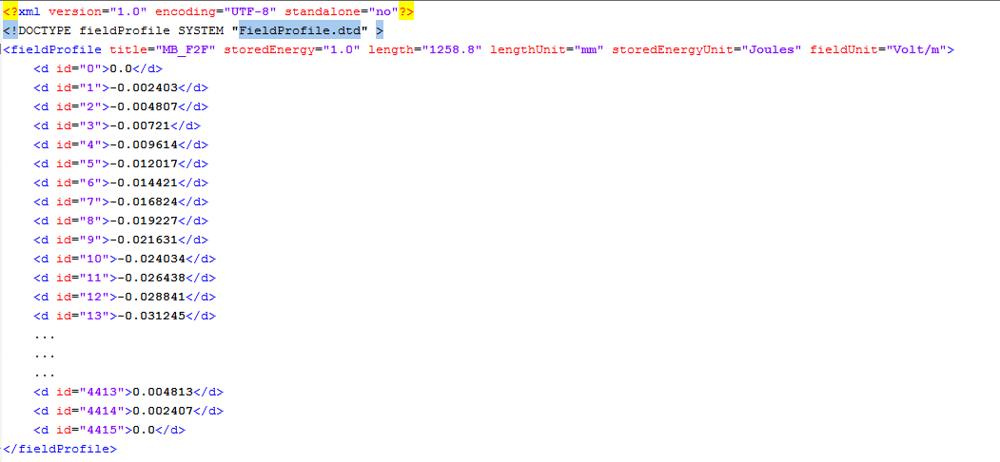 <?xml version="1.0" encoding="UTF-8" standalone="no"?>
<!DOCTYPE fieldProfile SYSTEM "FieldProfile.dtd" >
<fieldProfile title="MB_F2F" storedEnergy="1.0" length="1258.8" lengthUnit="mm" storedEnergyUnit="Joules" fieldUnit="Volt/m">
    <d id="0">0.0</d>
    <d id="1">-0.002403</d>
    <d id="2">-0.004807</d>
    <d id="3">-0.00721</d>
    <d id="4">-0.009614</d>
    <d id="5">-0.012017</d>
    <d id="6">-0.014421</d>
    <d id="7">-0.016824</d>
    <d id="8">-0.019227</d>
    <d id="9">-0.021631</d>
    <d id="10">-0.024034</d>
    <d id="11">-0.026438</d>
    <d id="12">-0.028841</d>
    <d id="13">-0.031245</d>
    ...
    ...
    ...
    <d id="4413">0.004813</d>
    <d id="4414">0.002407</d>
    <d id="4415">0.0</d>
</fieldProfile>